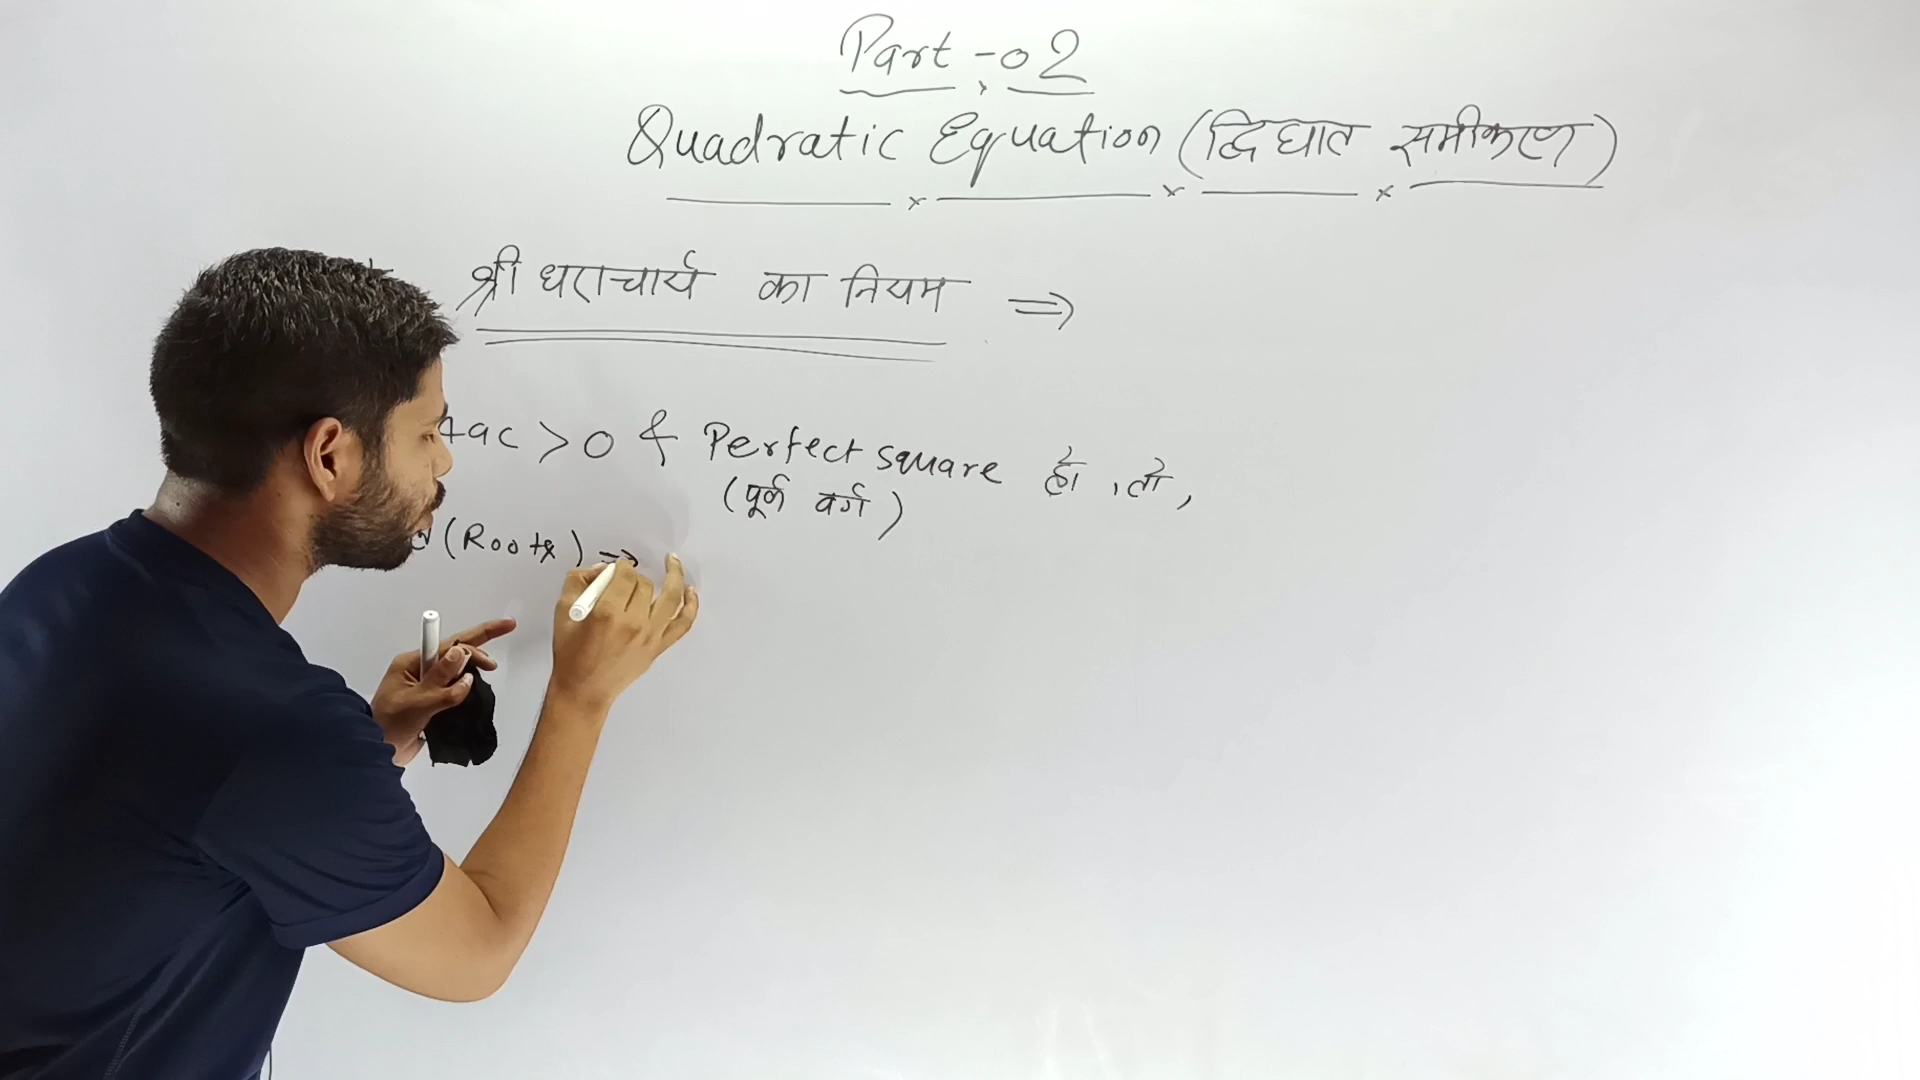 Part - 02
Quadratic Equation (द्विघात समीकरण)
श्री धराचार्य का नियम ⇒
4ac > 0 & Perfect square हो, तो,
(पूर्ण वर्ग)
(Roots) ⇒